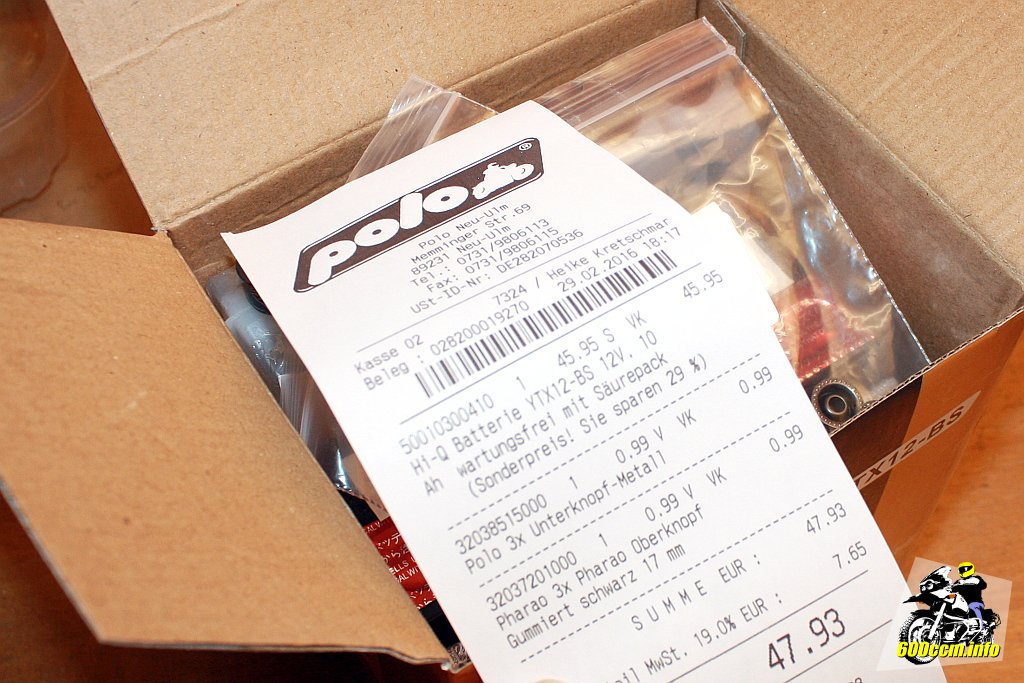 polo ®
Polo Neu-Ulm
Memminger Str.69
89231 Neu-Ulm
Tel.: 0731/9806113
Fax: 0731/9806115
USt-ID-Nr: DE282070536
7324 / Heike Kretschmar
Kasse 02
Beleg : 028200019270 29.02.2016 18:17
50010300410 1 45.95 S VK 45.95
Hi-Q Batterie YTX12-BS 12V, 10
Ah wartungsfrei mit Säurepack
(Sonderpreis! Sie sparen 29 %)
32038515000 1 0.99 V VK 0.99
Polo 3x Unterknopf-Metall
32037201000 1 0.99 V VK 0.99
Pharao 3x Pharao Oberknopf
Gummiert schwarz 17 mm
S U M M E EUR : 47.93
MwSt. 19.0% EUR : 7.65
47.93
TX12-BS
600ccm.info